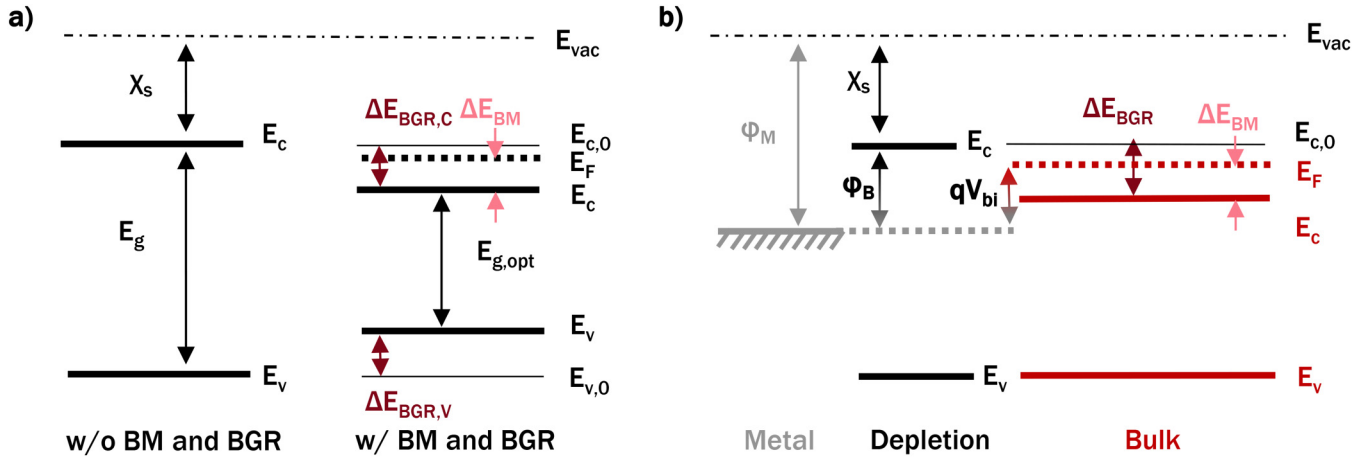 a)
E_vac
X_s
ΔE_BGR,C
ΔE_BM
E_c
E_c,0
E_F
E_c
E_g
E_g,opt
E_v
E_v
E_v,0
ΔE_BGR,V
w/o BM and BGR
w/ BM and BGR
b)
E_vac
X_s
φ_M
ΔE_BGR
ΔE_BM
E_c
E_c,0
φ_B
qV_bi
E_F
E_c
E_v
E_v
Metal
Depletion
Bulk